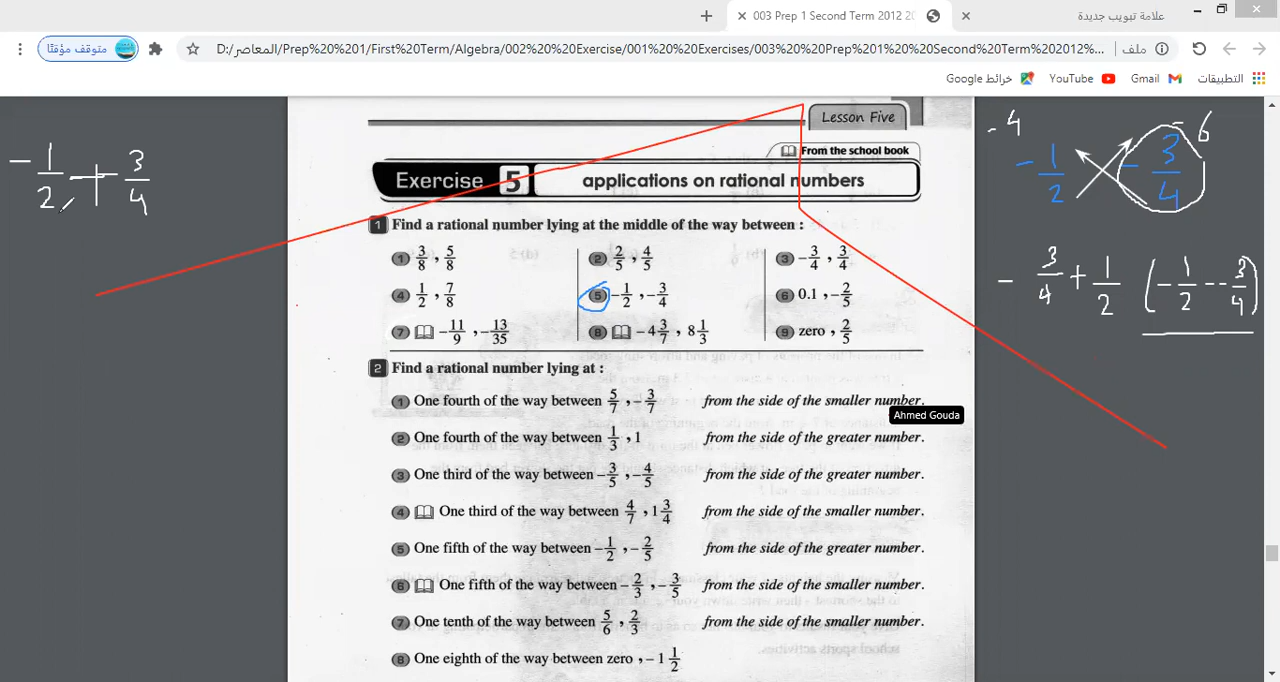 003 Prep 1 Second Term 2012 20
علامة تبويب جديدة
متوقف مؤقتًا
D:/المعاصر/Prep%20%201/First%20Term/Algebra/002%20%20Exercise/001%20%20Exercises/003%20%20Prep%201%20%20Second%20Term%202012%...
ملف
التطبيقات
Gmail
YouTube
خرائط Google
Lesson Five
From the school book
Exercise 5 applications on rational numbers
1 Find a rational number lying at the middle of the way between :
1 3/8 , 5/8
2 2/5 , 4/5
3 -3/4 , 3/4
4 1/2 , 7/8
5 -1/2 , -3/4
6 0.1 , -2/5
7 -11/9 , -13/35
8 -4 3/7 , 8 1/3
9 zero , 2/5
2 Find a rational number lying at :
1 One fourth of the way between 5/7 , -3/7 from the side of the smaller number.
Ahmed Gouda
2 One fourth of the way between 1/3 , 1 from the side of the greater number.
3 One third of the way between -3/5 , -4/5 from the side of the greater number.
4 One third of the way between 4/7 , 1 3/4 from the side of the smaller number.
5 One fifth of the way between -1/2 , -2/5 from the side of the greater number.
6 One fifth of the way between -2/3 , -3/5 from the side of the smaller number.
7 One tenth of the way between 5/6 , 2/3 from the side of the smaller number.
8 One eighth of the way between zero , -1 1/2
-1/2 + -3/4
-4 -6
-1/2 -3/4
-3/4 + 1/2 (-1/2 - -3/4)